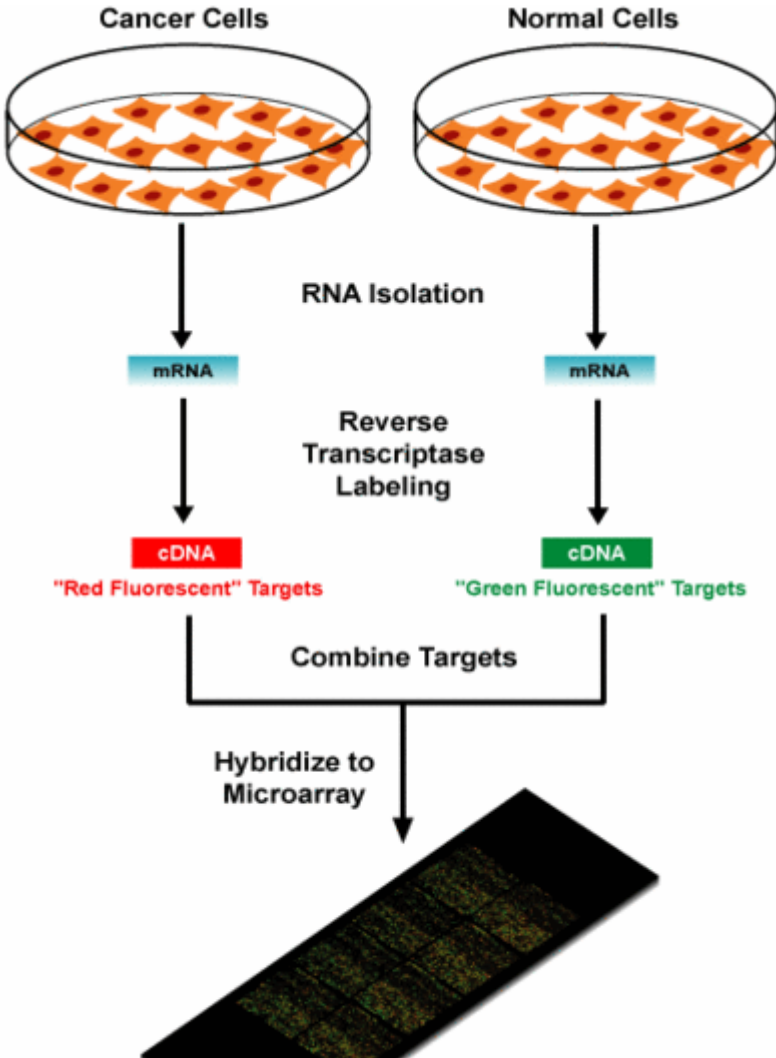 Cancer Cells
Normal Cells
RNA Isolation
mRNA
mRNA
Reverse
Transcriptase
Labeling
cDNA
cDNA
"Red Fluorescent" Targets
"Green Fluorescent" Targets
Combine Targets
Hybridize to
Microarray